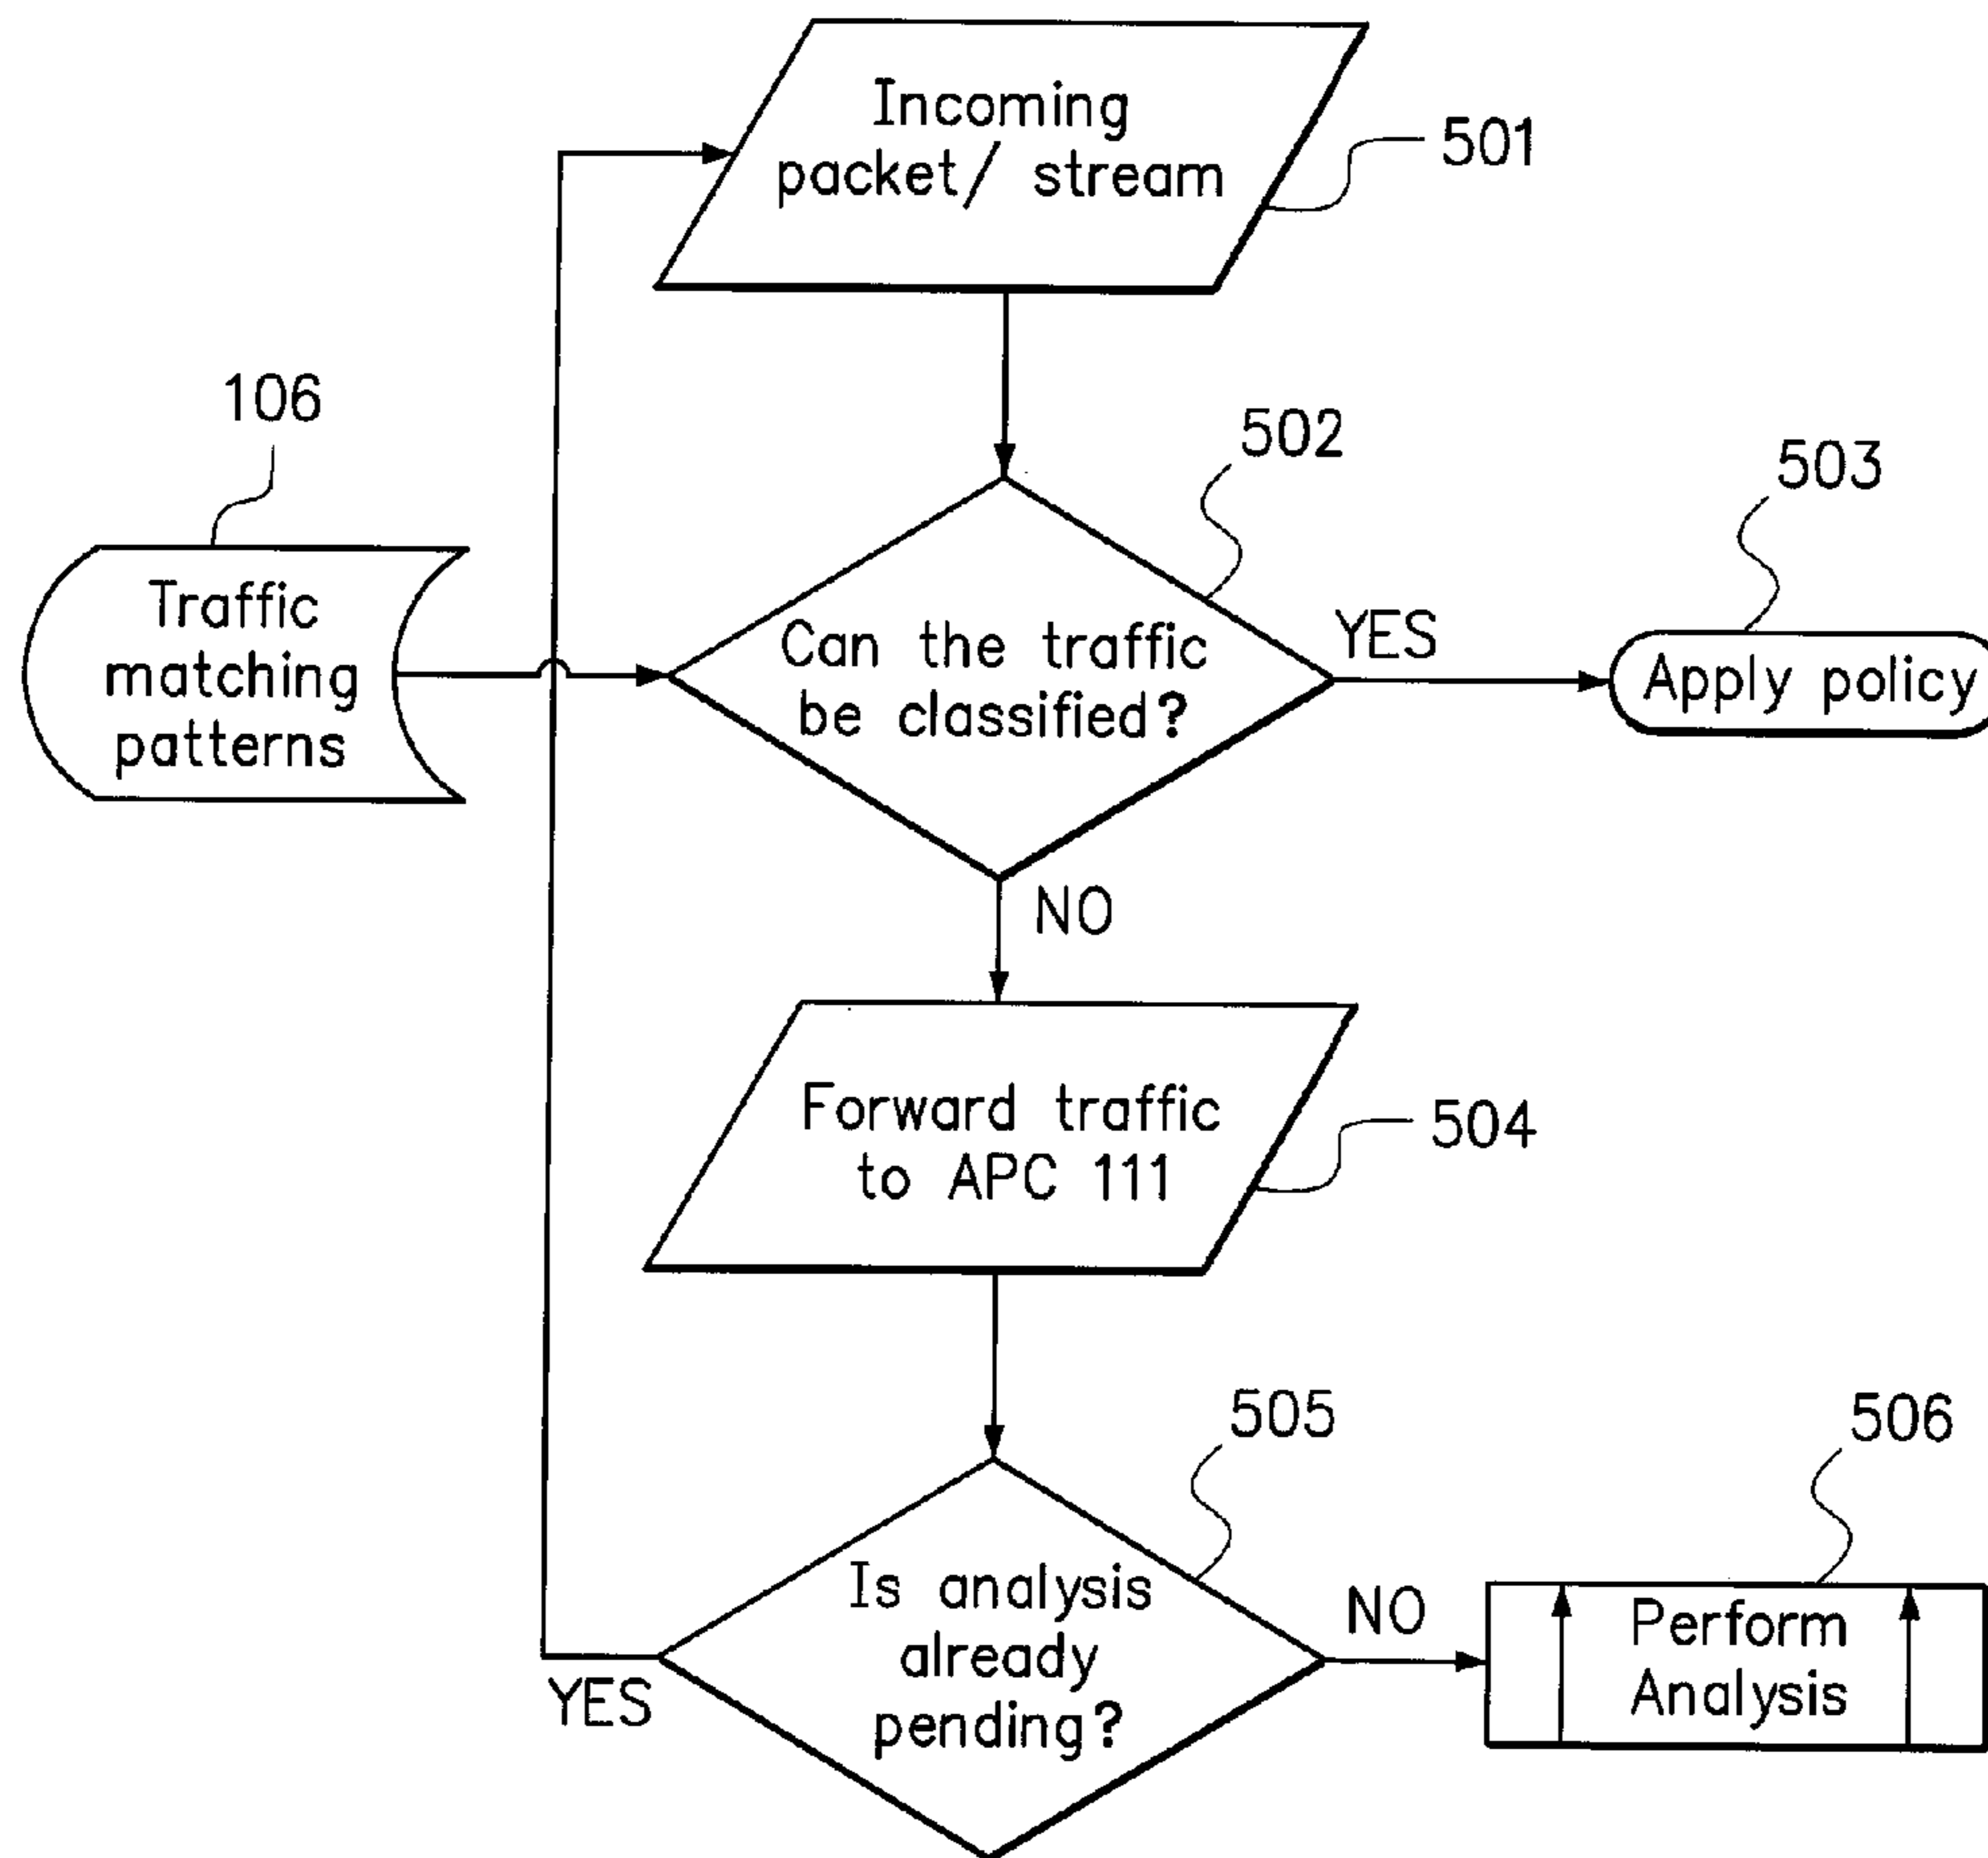 Incoming
packet/ stream
501
106
502
503
Traffic
matching
patterns
Can the traffic
be classified?
YES
Apply policy
NO
Forward traffic
to APC 111
504
505
506
Is analysis
already
pending?
YES
NO
Perform
Analysis